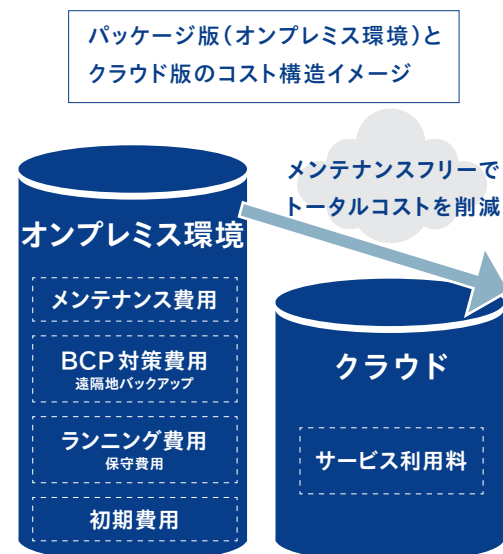 パッケージ版(オンプレミス環境)と
クラウド版のコスト構造イメージ
メンテナンスフリーで
トータルコストを削減
オンプレミス環境
メンテナンス費用
BCP対策費用
遠隔地バックアップ
ランニング費用
保守費用
初期費用
クラウド
サービス利用料